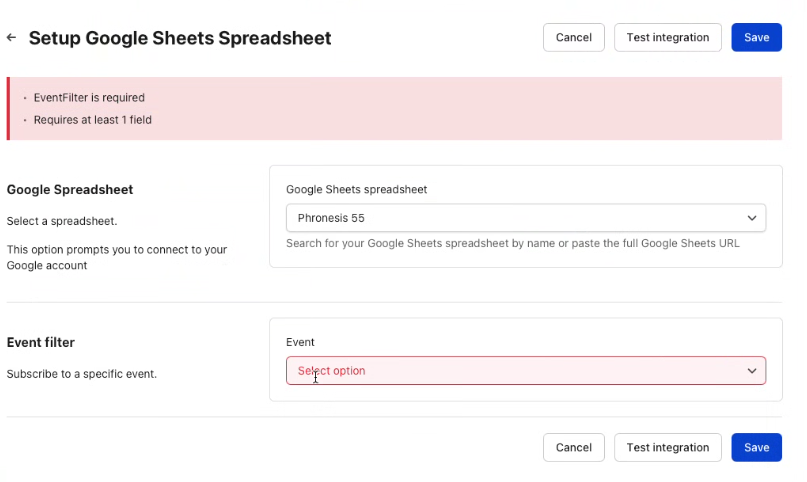 Setup Google Sheets Spreadsheet
Cancel
Test integration
Save
EventFilter is required
Requires at least 1 field
Google Spreadsheet
Select a spreadsheet.
This option prompts you to connect to your
Google account
Google Sheets spreadsheet
Phronesis 55
Search for your Google Sheets spreadsheet by name or paste the full Google Sheets URL
Event filter
Subscribe to a specific event.
Event
Select option
Cancel
Test integration
Save